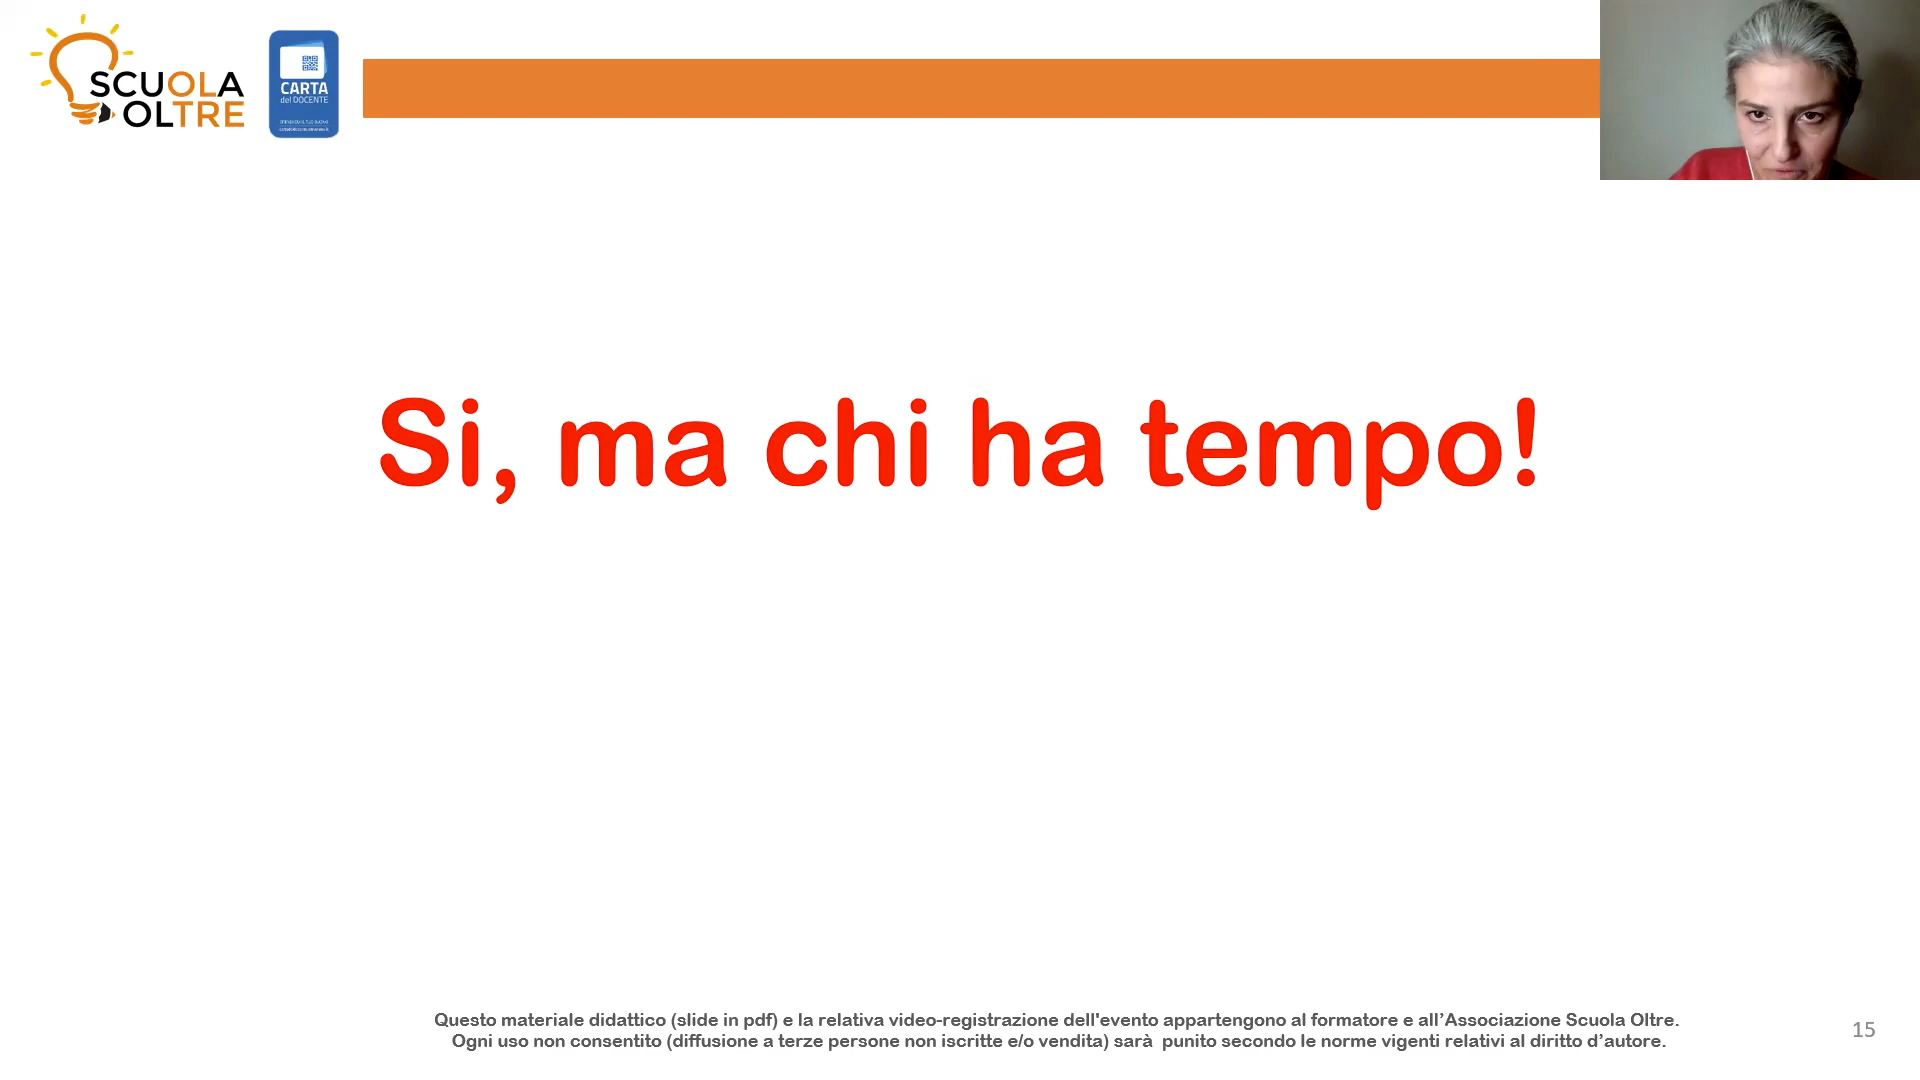 SCUOLA
OLTRE
CARTA
del DOCENTE
Si, ma chi ha tempo!
Questo materiale didattico (slide in pdf) e la relativa video-registrazione dell'evento appartengono al formatore e all’Associazione Scuola Oltre.
Ogni uso non consentito (diffusione a terze persone non iscritte e/o vendita) sarà  punito secondo le norme vigenti relativi al diritto d’autore.
15